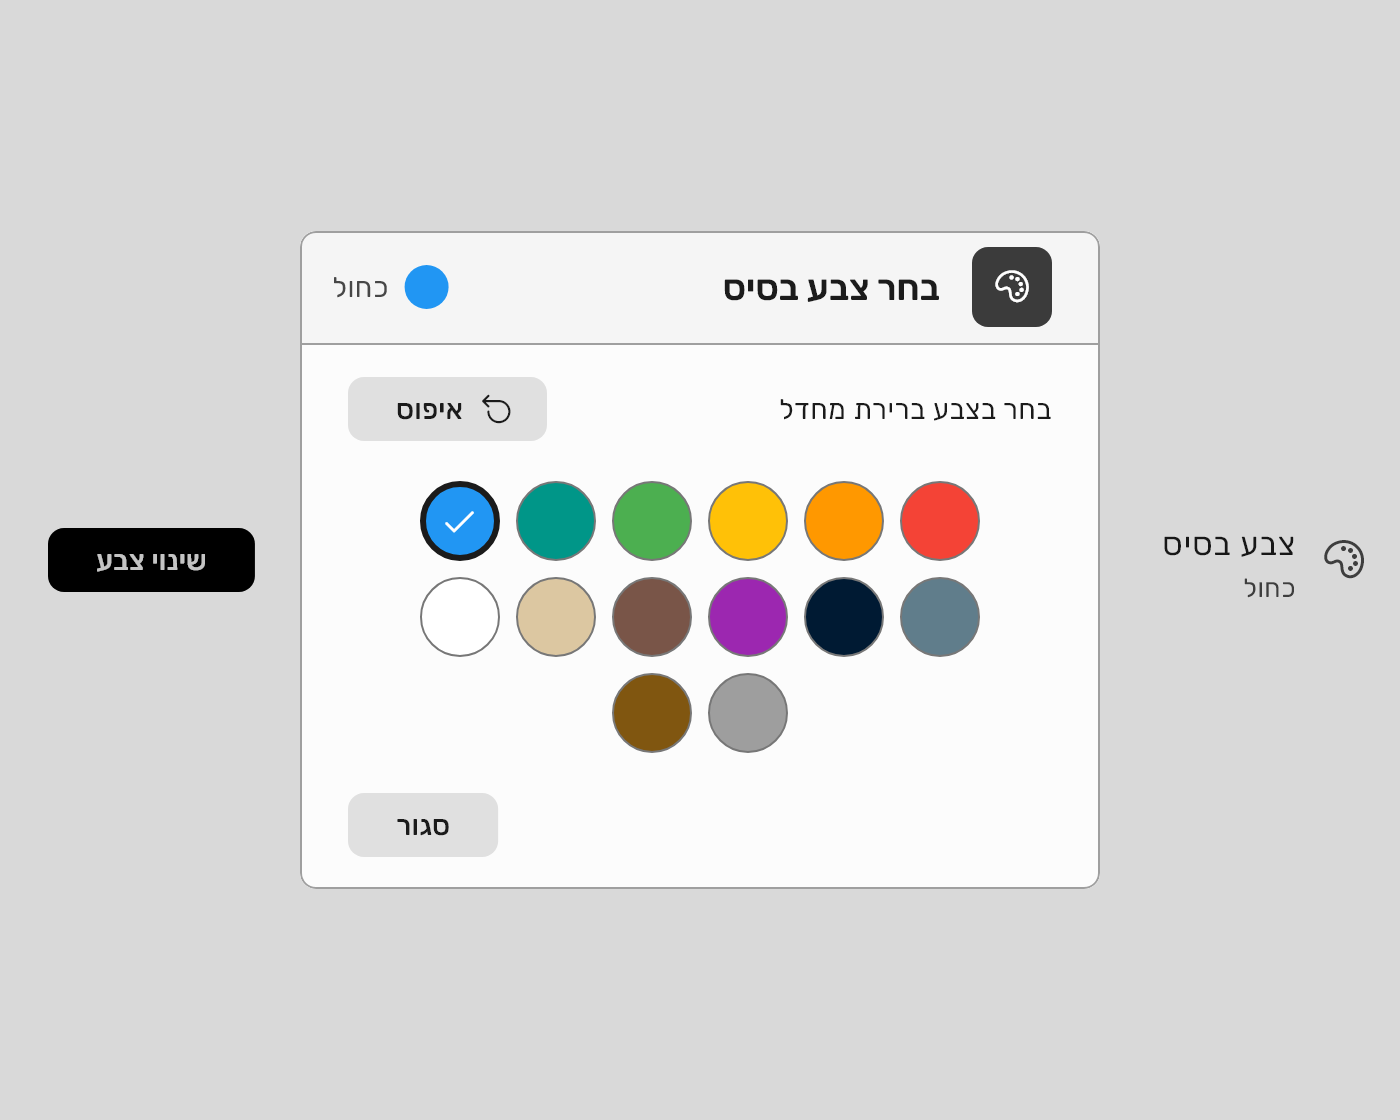 בחר צבע בסיס
כחול
בחר בצבע ברירת מחדל
איפוס
צבע בסיס
כחול
שינוי צבע
סגור